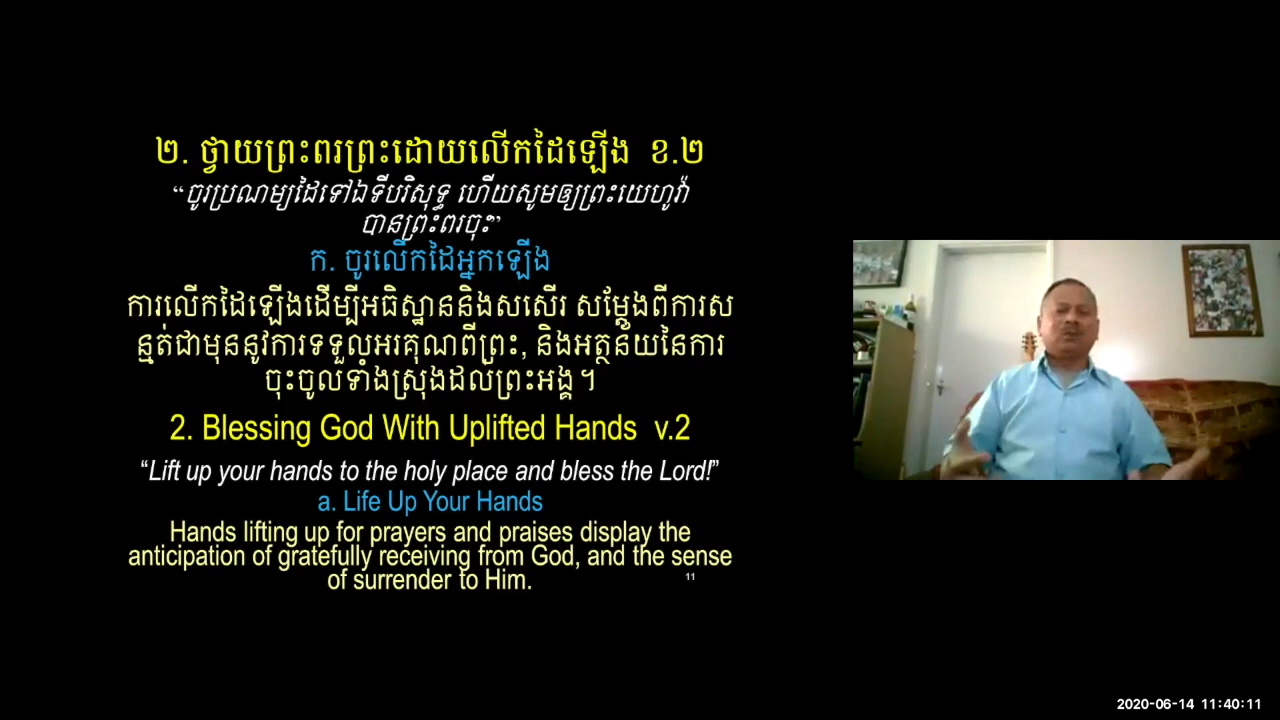 ២. ថ្វាយព្រះពរព្រះដោយលើកដៃឡើង ខ.២
“ចូរប្រណម្យដៃទៅឯទីបរិសុទ្ធ ហើយសូមឲ្យព្រះយេហូវ៉ា
បានព្រះពរចុះ”
ក. ចូរលើកដៃអ្នកឡើង
ការលើកដៃឡើងដើម្បីអធិស្ឋាននិងសសើរ សម្ដែងពីការស
ន្មត់ជាមុននូវការទទួលអរគុណពីព្រះ, និងអត្ថន័យនៃការ
ចុះចូលទាំងស្រុងដល់ព្រះអង្គ។
2. Blessing God With Uplifted Hands v.2
“Lift up your hands to the holy place and bless the Lord!”
a. Life Up Your Hands
Hands lifting up for prayers and praises display the
anticipation of gratefully receiving from God, and the sense
of surrender to Him.
11
2020-06-14 11:40:11